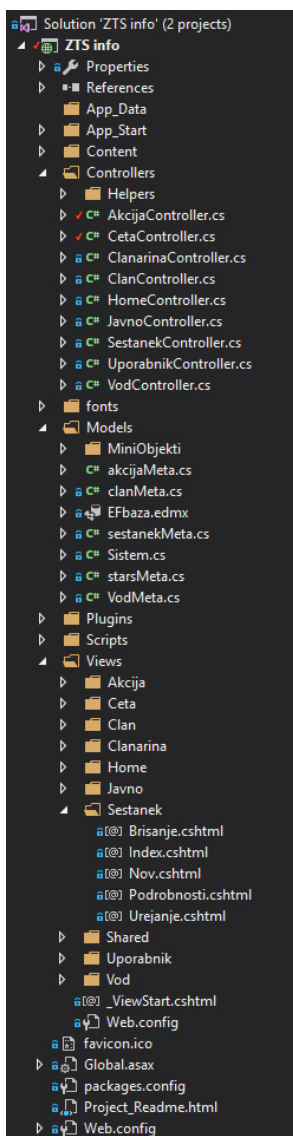 Solution 'ZTS info' (2 projects)
ZTS info
Properties
References
App_Data
App_Start
Content
Controllers
Helpers
C# AkcijaController.cs
C# CetaController.cs
C# ClanarinaController.cs
C# ClanController.cs
C# HomeController.cs
C# JavnoController.cs
C# SestanekController.cs
C# UporabnikController.cs
C# VodController.cs
fonts
Models
MiniObjekti
C# akcijaMeta.cs
C# clanMeta.cs
EFbaza.edmx
C# sestanekMeta.cs
C# Sistem.cs
C# starsMeta.cs
C# VodMeta.cs
Plugins
Scripts
Views
Akcija
Ceta
Clan
Clanarina
Home
Javno
Sestanek
[@] Brisanje.cshtml
[@] Index.cshtml
[@] Nov.cshtml
[@] Podrobnosti.cshtml
[@] Urejanje.cshtml
Shared
Uporabnik
Vod
[@] _ViewStart.cshtml
Web.config
favicon.ico
Global.asax
packages.config
Project_Readme.html
Web.config